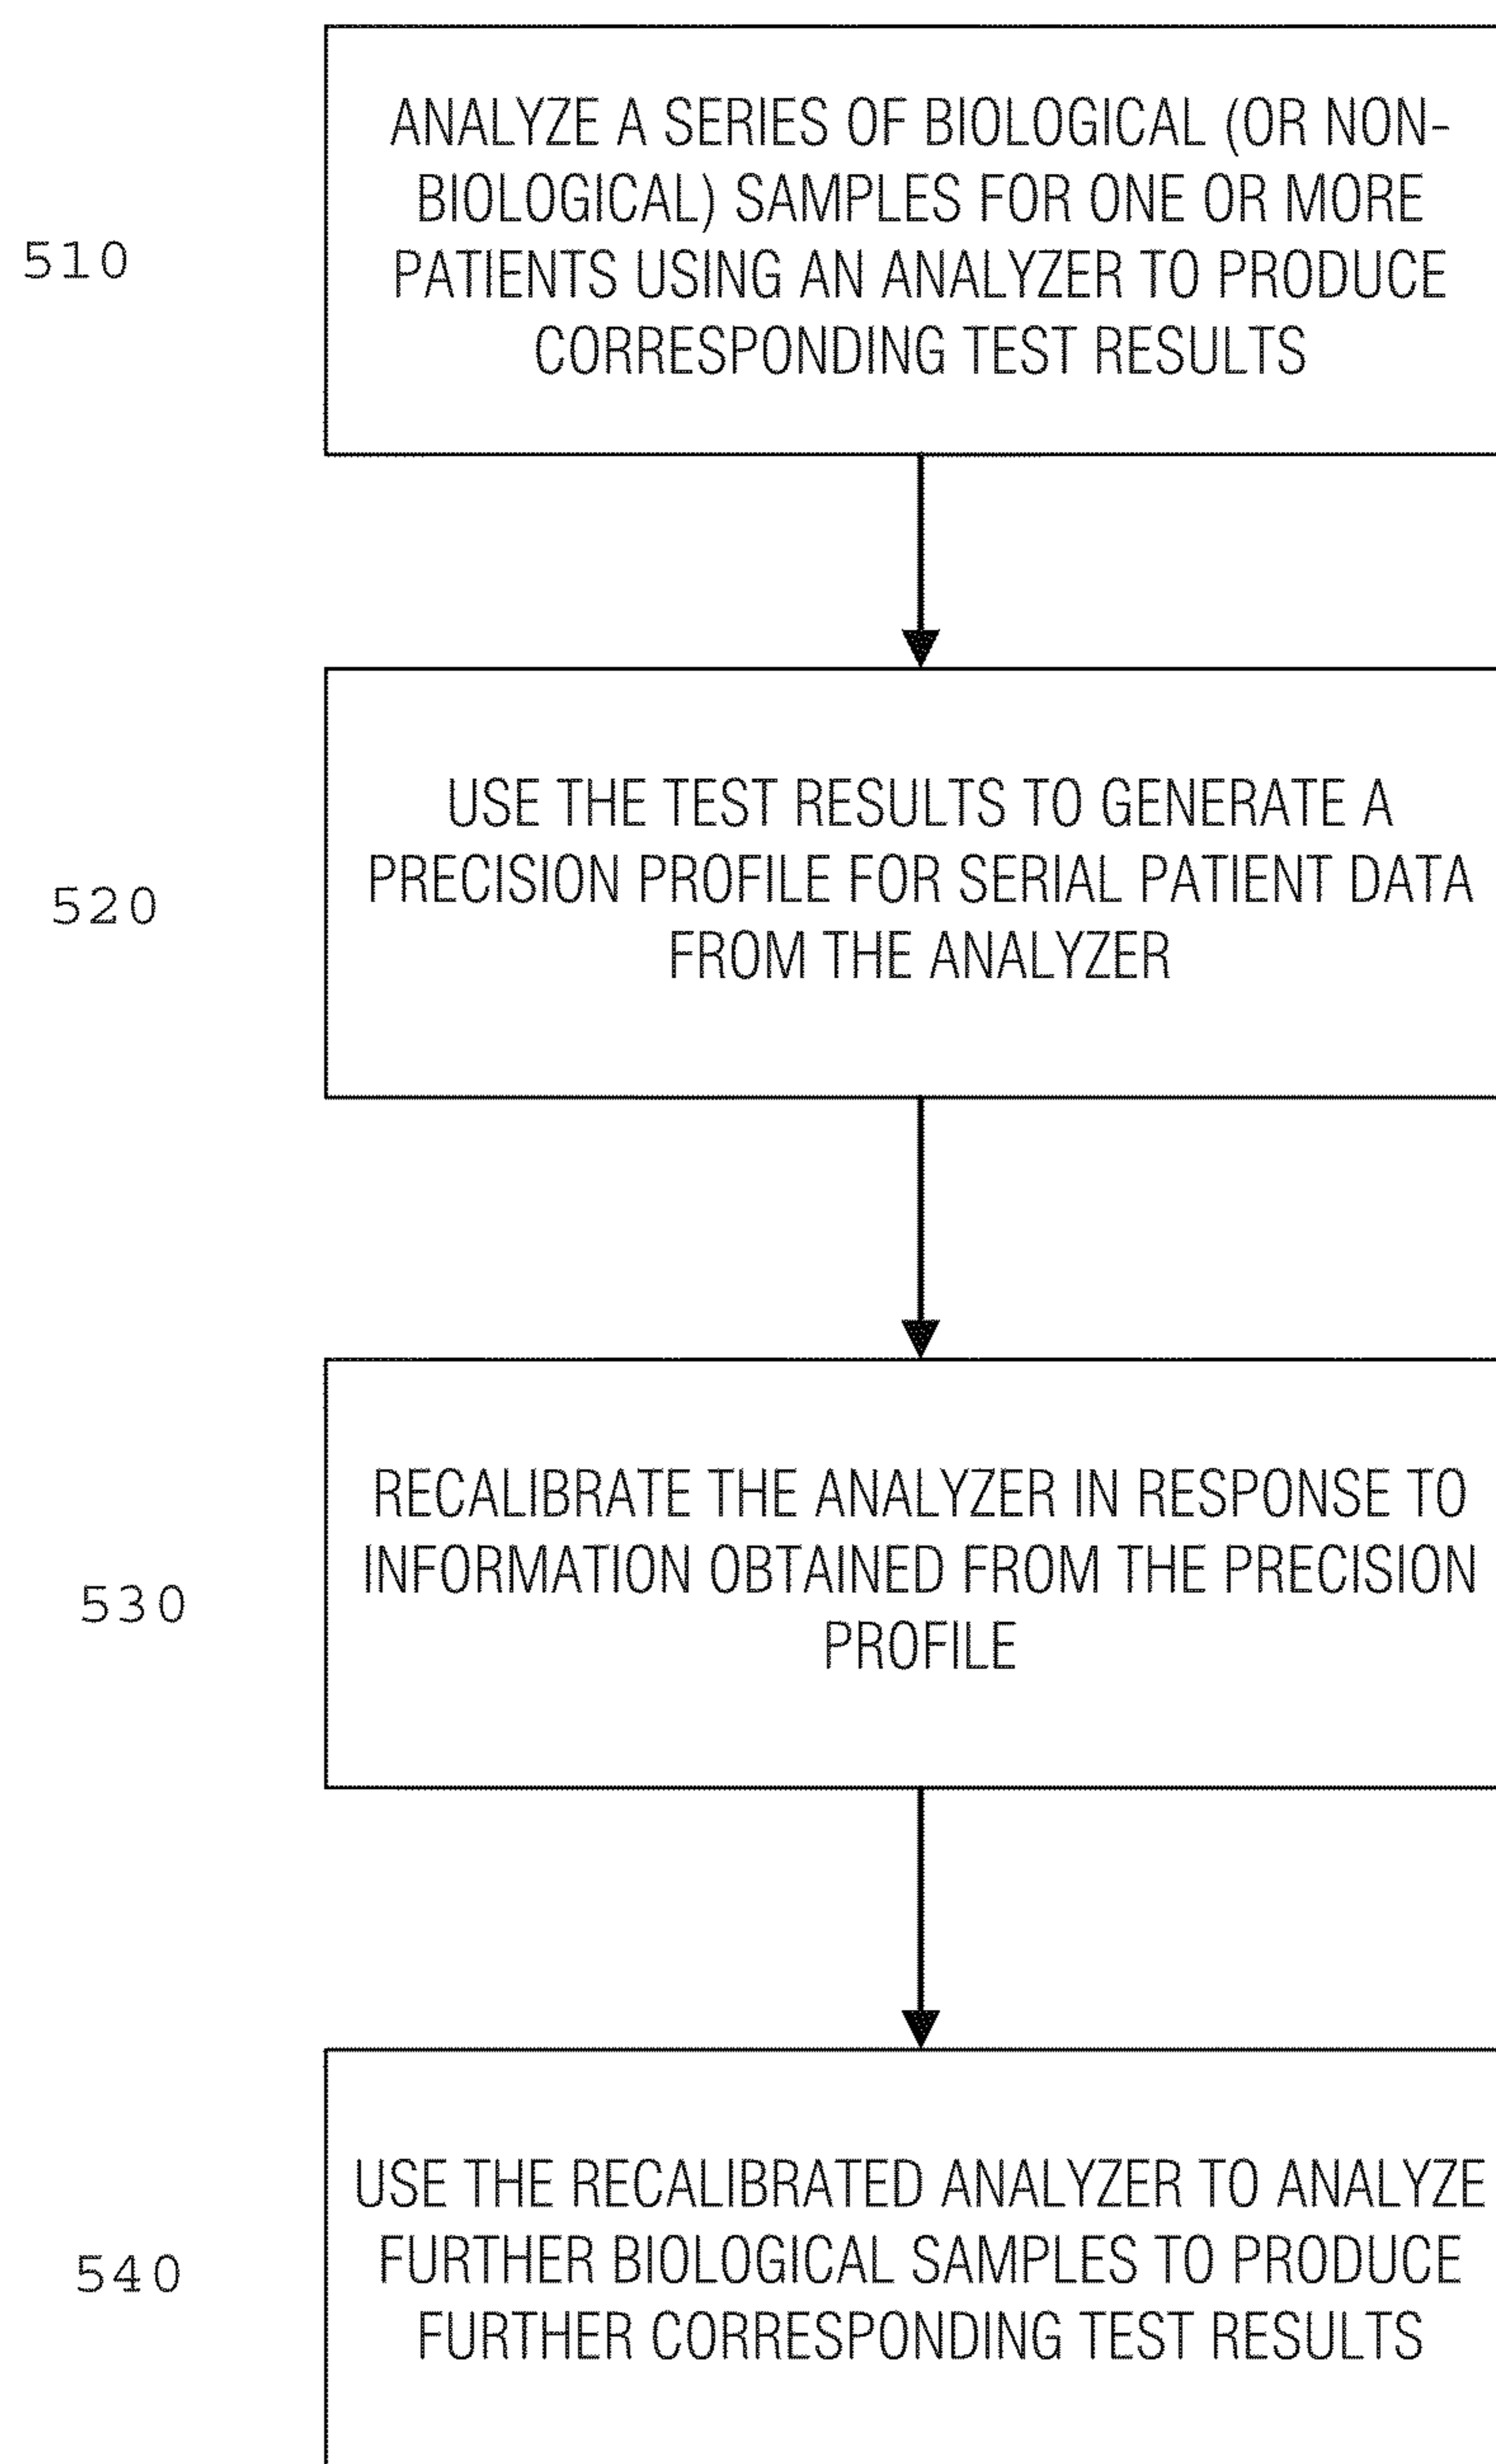 510
ANALYZE A SERIES OF BIOLOGICAL (OR NON-
BIOLOGICAL) SAMPLES FOR ONE OR MORE
PATIENTS USING AN ANALYZER TO PRODUCE
CORRESPONDING TEST RESULTS
520
USE THE TEST RESULTS TO GENERATE A
PRECISION PROFILE FOR SERIAL PATIENT DATA
FROM THE ANALYZER
530
RECALIBRATE THE ANALYZER IN RESPONSE TO
INFORMATION OBTAINED FROM THE PRECISION
PROFILE
540
USE THE RECALIBRATED ANALYZER TO ANALYZE
FURTHER BIOLOGICAL SAMPLES TO PRODUCE
FURTHER CORRESPONDING TEST RESULTS